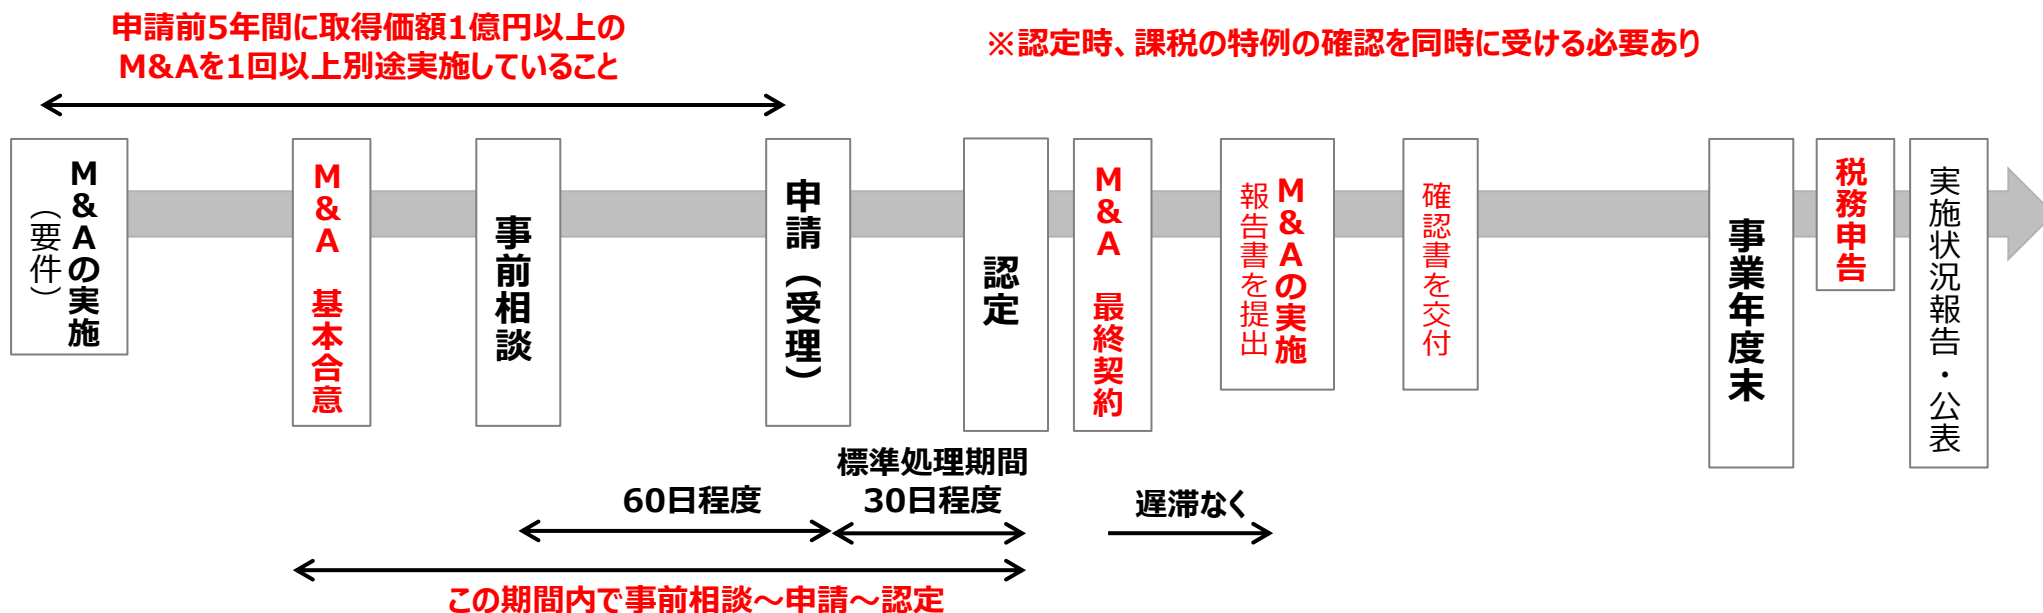 申請前5年間に取得価額1億円以上の
M&Aを1回以上別途実施していること
※認定時、課税の特例の確認を同時に受ける必要あり
M&Aの実施
（要件）
M&A　基本合意
事前相談
申請（受理）
認定
M&A　最終契約
M&Aの実施
報告書を提出
確認書を交付
事業年度末
税務申告
実施状況報告・公表
60日程度
標準処理期間
30日程度
遅滞なく
この期間内で事前相談～申請～認定